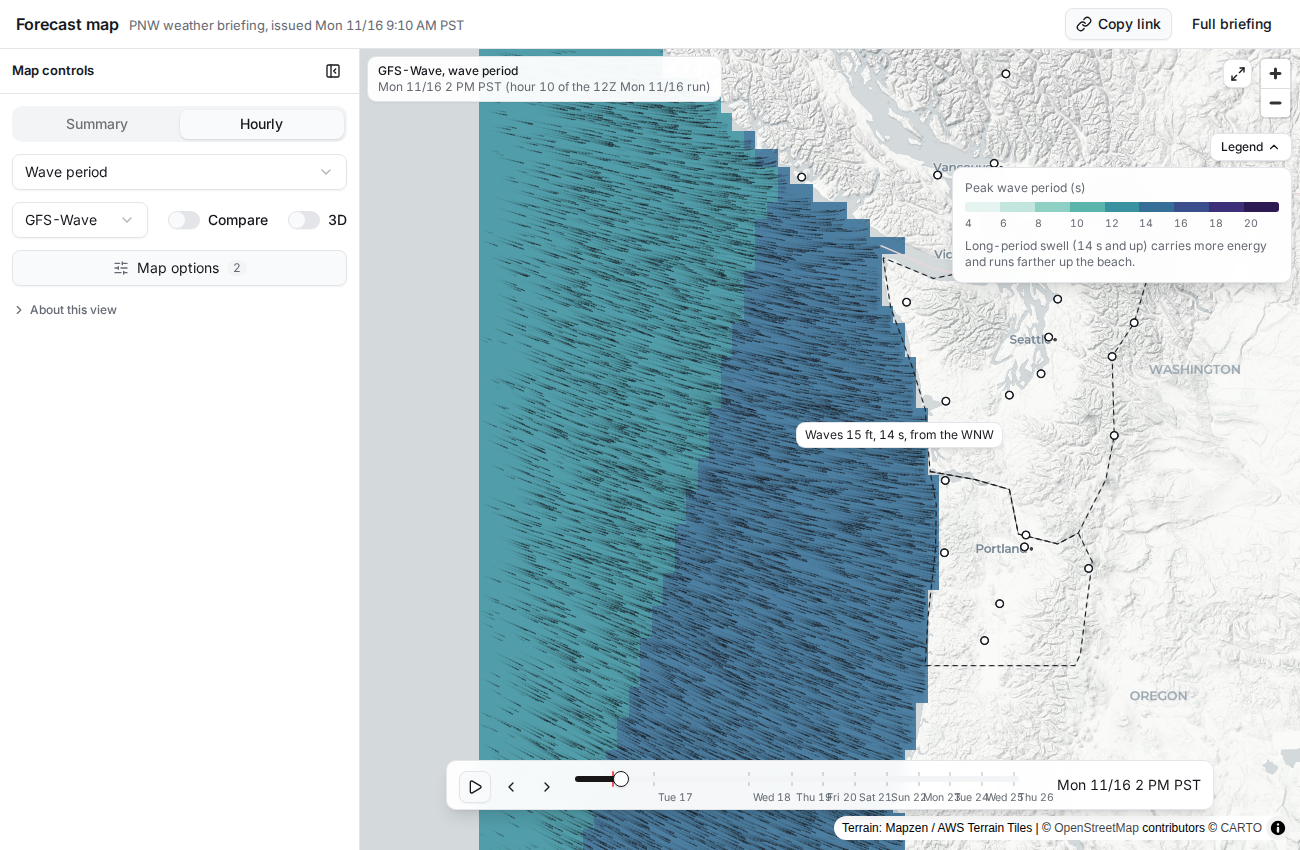 Forecast map
PNW weather briefing, issued Mon 11/16 9:10 AM PST
Copy link
Full briefing
Map controls
Summary
Hourly
Wave period
GFS-Wave
Compare
3D
Map options 2
About this view
GFS-Wave, wave period
Mon 11/16 2 PM PST (hour 10 of the 12Z Mon 11/16 run)
Legend
Peak wave period (s)
4 6 8 10 12 14 16 18 20
Long-period swell (14 s and up) carries more energy
and runs farther up the beach.
WASHINGTON
Waves 15 ft, 14 s, from the WNW
OREGON
Tue 17 Wed 18 Thu 19 Fri 20 Sat 21 Sun 22 Mon 23 Tue 24 Wed 25 Thu 26
Mon 11/16 2 PM PST
Terrain: Mapzen / AWS Terrain Tiles | © OpenStreetMap contributors © CARTO